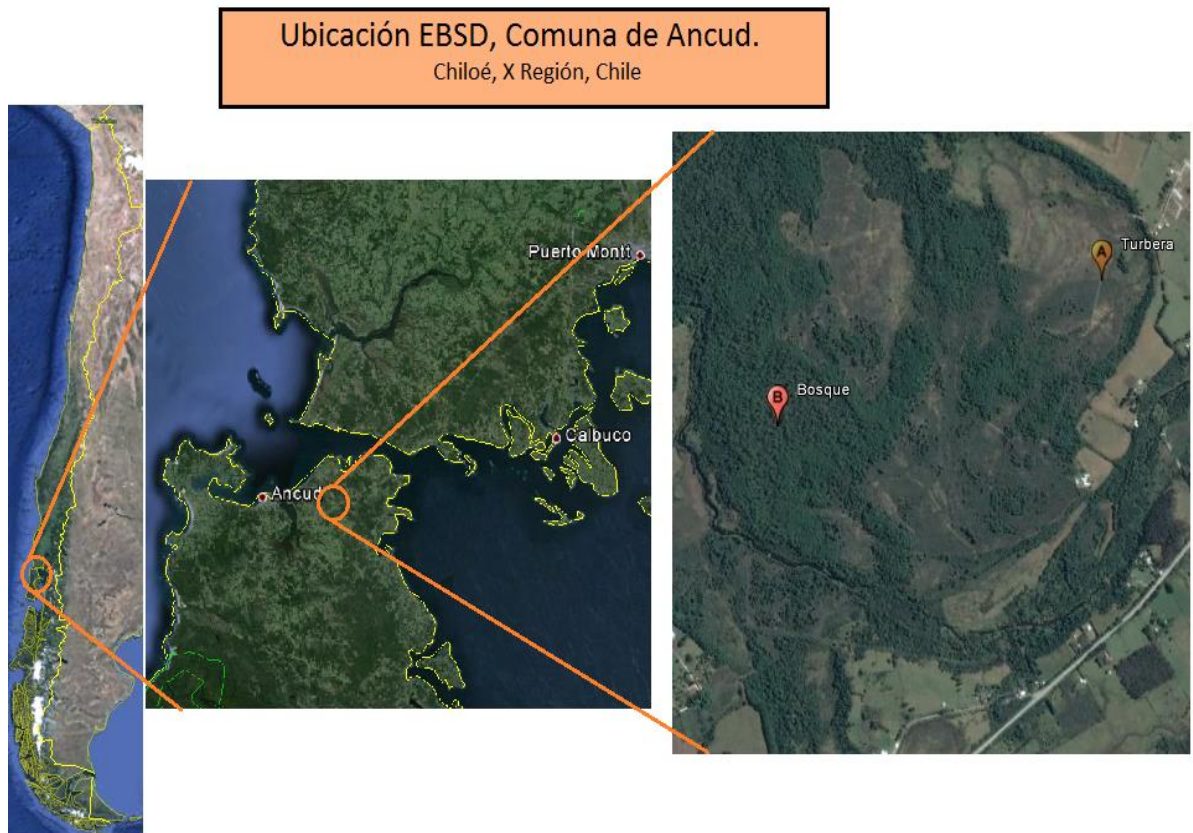 Ubicación EBSD, Comuna de Ancud.
Chiloé, X Región, Chile
Puerto Montt
Calbuco
Ancud
A
Turbera
B
Bosque